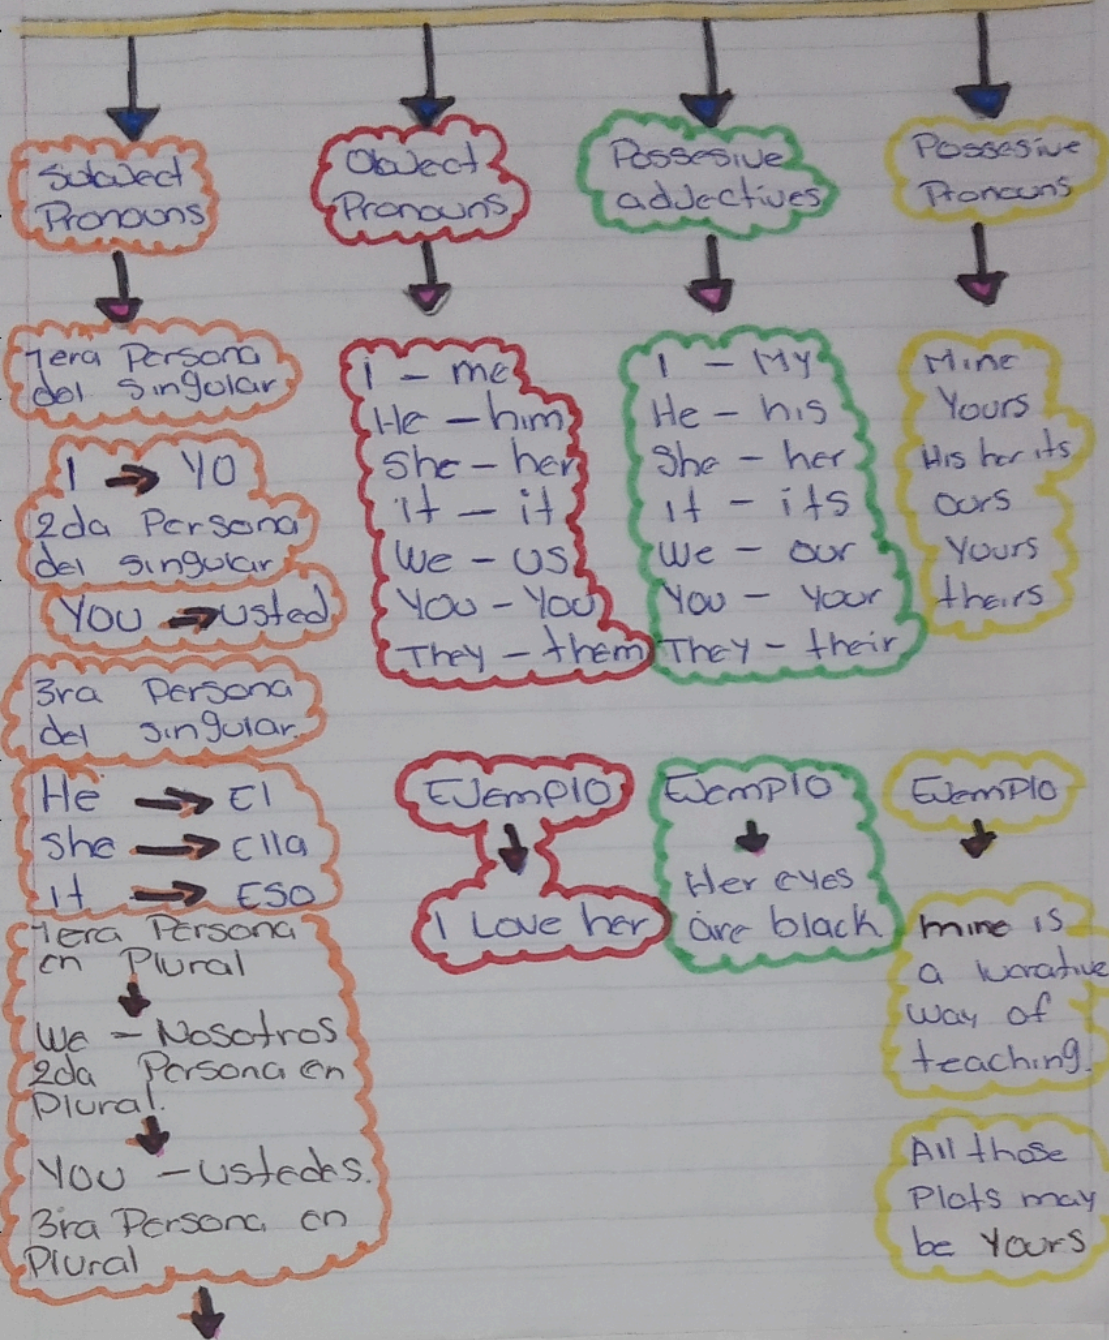 Subject
Pronouns
1era Persona
del singular
I → Yo
2da Persona
del singular
You → usted
3ra Persona
del singular.
He → El
She → Ella
it → Eso
1era Persona
en Plural
We - Nosotros
2da Persona en
Plural.
You - ustedes.
3ra Persona en
Plural
Object
Pronouns
I - me
He - him
She - her
it - it
We - us
You - You
They - them
Ejemplo
I Love her
Possesive
adjectives
I - My
He - his
She - her
it - its
We - our
You - Your
They - their
Ejemplo
Her eyes
are black
Possesive
Pronouns
Mine
Yours
His her its
ours
Yours
theirs
Ejemplo
mine is
a lucrative
way of
teaching.
All those
Plots may
be yours